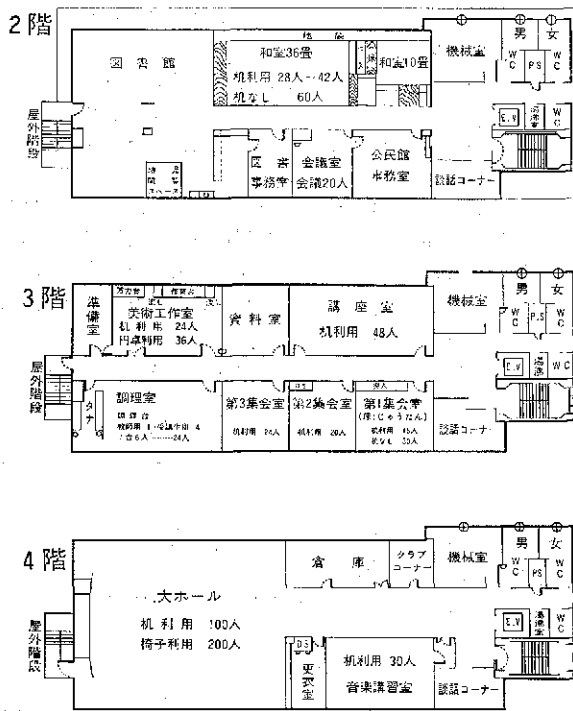 2階
図書館
和室36畳
机利用 28人〜42人
机なし 60人
和室10畳
機械室
男
女
WC
PS
WC
E.V
湯沸室
WC
屋外階段
図書
事務室
会議室
会議20人
公民館
事務室
談話コーナー
3階
準備室
美術工作室
机利用 24人
円卓利用 36人
資料室
講座室
机利用 48人
機械室
男
女
WC
P.S
WC
E.V
湯沸
WC
屋外階段
タナ
調理室
調理台
第3集会室
机利用 24人
第2集会室
机利用 20人
第1集会室
机利用 45人
談話コーナー
4階
大ホール
机利用 100人
椅子利用 200人
倉庫
クラブ
コーナー
機械室
男
女
WC
PS
WC
E.V
湯沸室
WC
屋外階段
DS
更衣室
机利用 30人
音楽講習室
談話コーナー